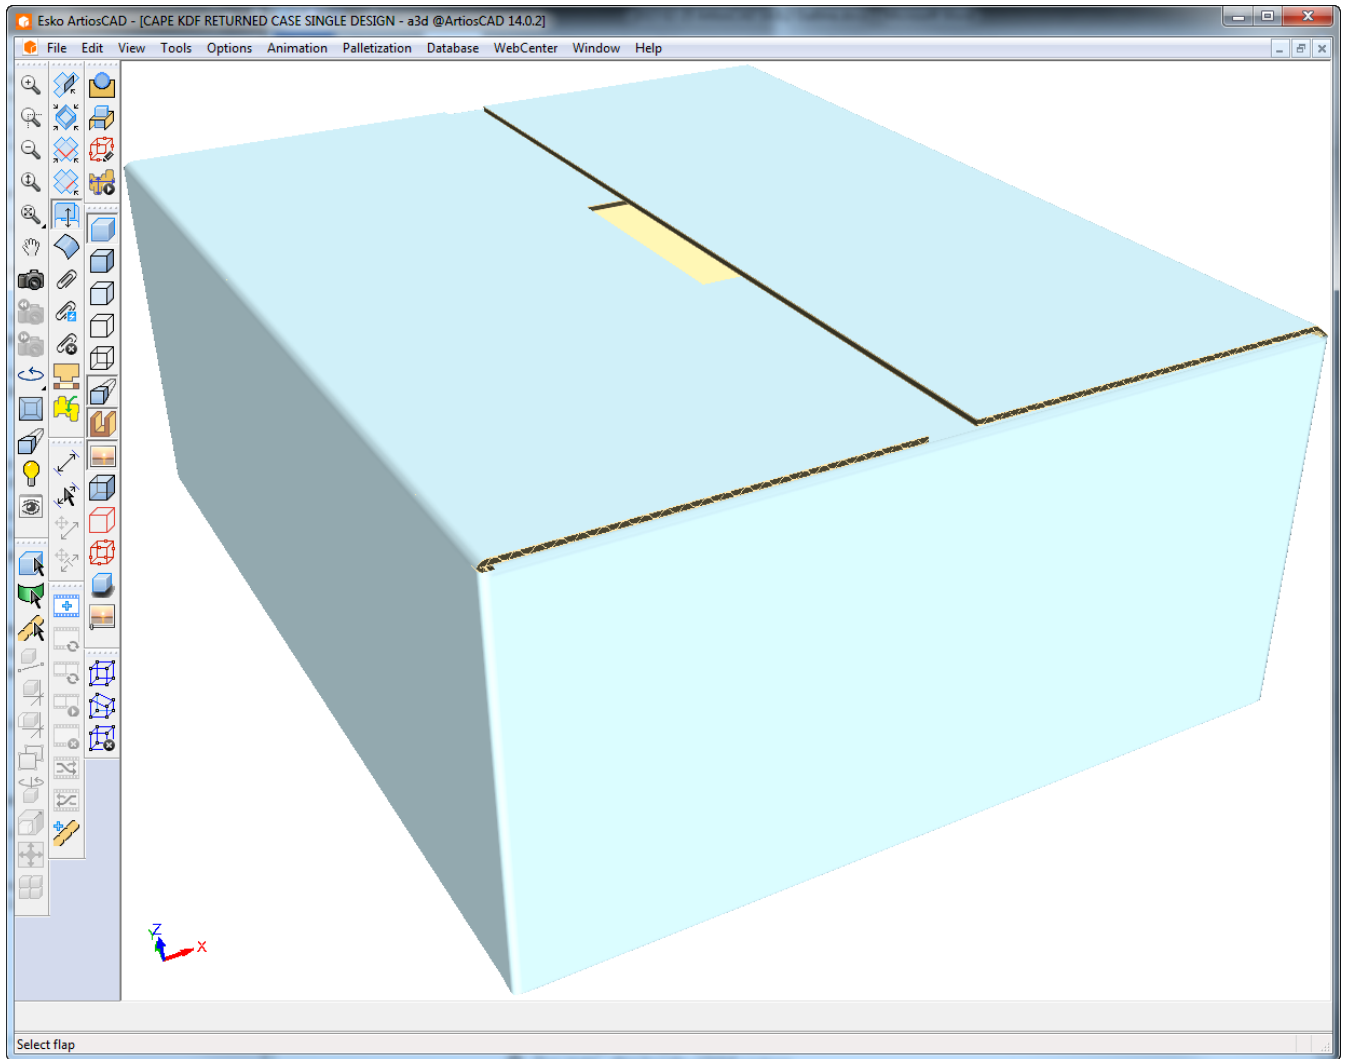 Esko ArtiosCAD - [CAPE KDF RETURNED CASE SINGLE DESIGN - a3d @ArtiosCAD 14.0.2]
File Edit View Tools Options Animation Palletization Database WebCenter Window Help
Z
Y
X
Select flap